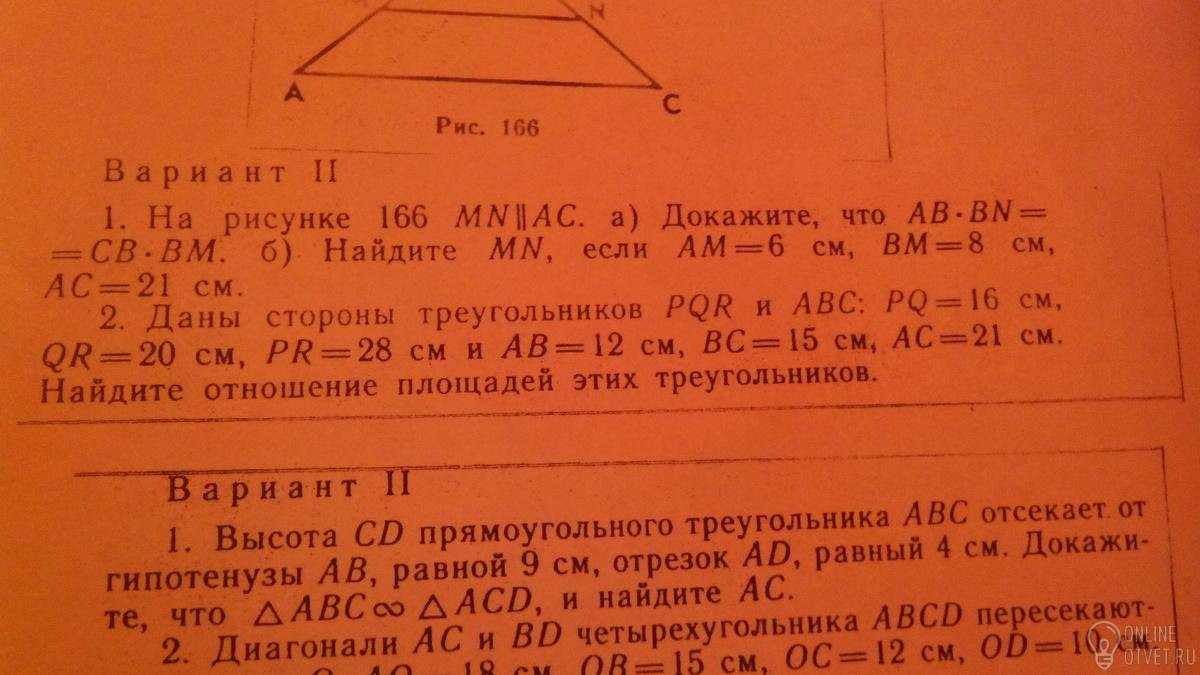 N
A
C
Рис. 166
Вариант II
1. На рисунке 166 MN∥AC. а) Докажите, что AB·BN=
=CB·BM. б) Найдите MN, если AM=6 см, BM=8 см,
AC=21 см.
2. Даны стороны треугольников PQR и ABC: PQ=16 см,
QR=20 см, PR=28 см и AB=12 см, BC=15 см, AC=21 см.
Найдите отношение площадей этих треугольников.
Вариант II
1. Высота CD прямоугольного треугольника ABC отсекает от
гипотенузы AB, равной 9 см, отрезок AD, равный 4 см. Докажи-
те, что △ABC∞△ACD, и найдите AC.
2. Диагонали AC и BD четырехугольника ABCD пересекают-
18 см, OB=15 см, OC=12 см, OD=10 см.
ONLINE
OTVET.RU